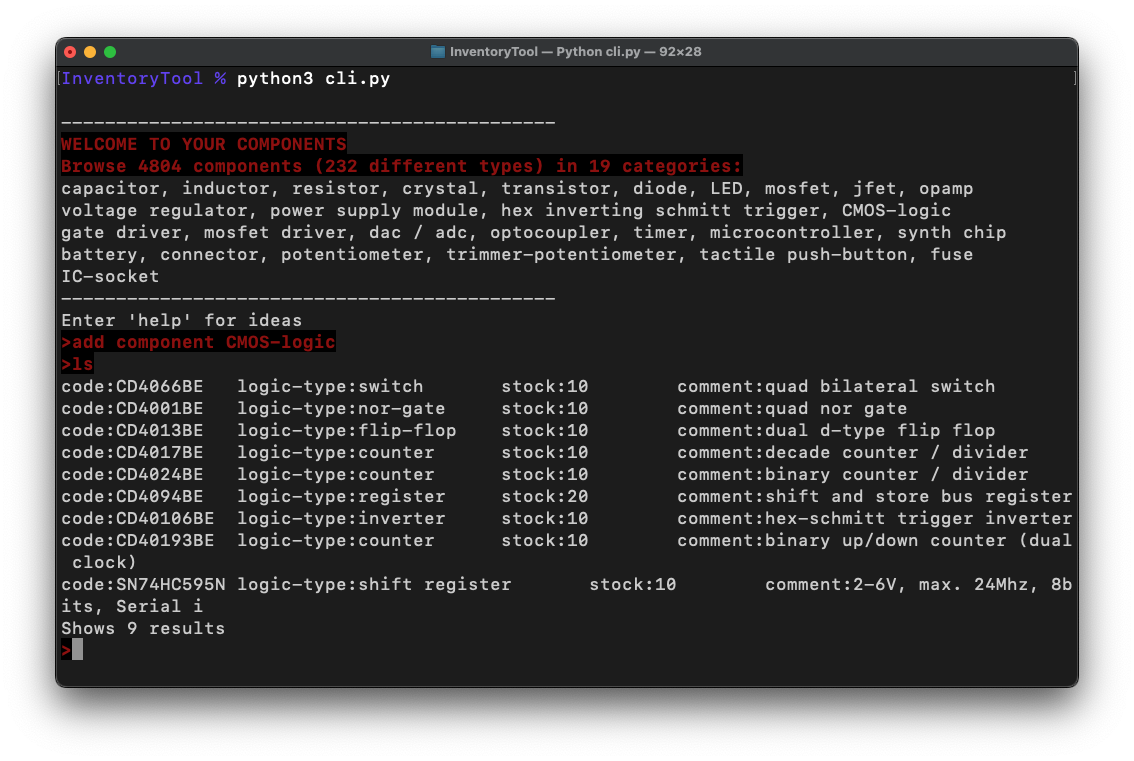 InventoryTool — Python cli.py — 92×28
[InventoryTool % python3 cli.py ]
---------------------------------------------
WELCOME TO YOUR COMPONENTS
Browse 4804 components (232 different types) in 19 categories:
capacitor, inductor, resistor, crystal, transistor, diode, LED, mosfet, jfet, opamp
voltage regulator, power supply module, hex inverting schmitt trigger, CMOS-logic
gate driver, mosfet driver, dac / adc, optocoupler, timer, microcontroller, synth chip
battery, connector, potentiometer, trimmer-potentiometer, tactile push-button, fuse
IC-socket
---------------------------------------------
Enter 'help' for ideas
>add component CMOS-logic
>ls
code:CD4066BE   logic-type:switch       stock:10        comment:quad bilateral switch
code:CD4001BE   logic-type:nor-gate     stock:10        comment:quad nor gate
code:CD4013BE   logic-type:flip-flop    stock:10        comment:dual d-type flip flop
code:CD4017BE   logic-type:counter      stock:10        comment:decade counter / divider
code:CD4024BE   logic-type:counter      stock:10        comment:binary counter / divider
code:CD4094BE   logic-type:register     stock:20        comment:shift and store bus register
code:CD40106BE  logic-type:inverter     stock:10        comment:hex-schmitt trigger inverter
code:CD40193BE  logic-type:counter      stock:10        comment:binary up/down counter (dual
 clock)
code:SN74HC595N logic-type:shift register       stock:10        comment:2-6V, max. 24Mhz, 8b
its, Serial i
Shows 9 results
>